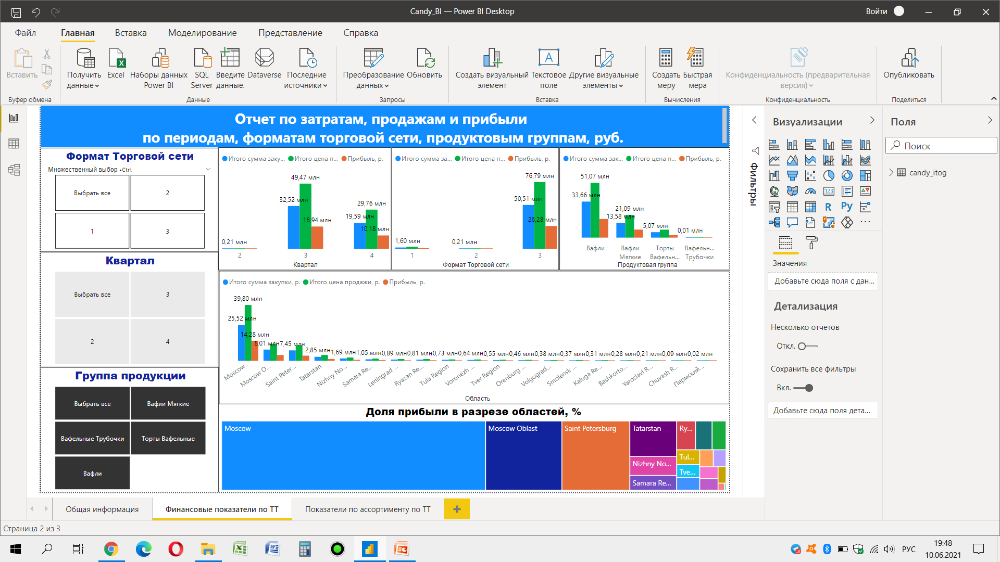 Candy_BI — Power BI Desktop
Войти
Файл
Главная
Вставка
Моделирование
Представление
Справка
Вставить
Получить данные
Excel
Наборы данных Power BI
SQL Server
Введите данные.
Dataverse
Последние источники
Преобразование данных
Обновить
Создать визуальный элемент
Текстовое поле
Другие визуальные элементы
Создать меру
Быстрая мера
Конфиденциальность (предварительная версия)
Опубликовать
Буфер обмена
Данные
Запросы
Вставка
Вычисления
Конфиденциальность
Поделиться
Отчет по затратам, продажам и прибыли
по периодам, форматам торговой сети, продуктовым группам, руб.
Формат Торговой сети
Множественный выбор +Ctrl
Выбрать все
2
1
3
Квартал
Выбрать все
3
2
4
Группа продукции
Выбрать все
Вафли Мягкие
Вафельные Трубочки
Торты Вафельные
Вафли
Итого сумма заку...
Итого цена п...
Прибыль, р.
49,47 млн
32,52 млн
16,94 млн
29,76 млн
19,59 млн
10,18 млн
0,21 млн
2
3
4
Квартал
Итого сумма за...
Итого цена п...
Прибыль, р.
76,79 млн
50,51 млн
26,28 млн
1,60 млн
0,21 млн
1
2
3
Формат Торговой сети
Итого сумма зак...
Итого цена п...
Прибыль, р.
51,07 млн
33,66 млн
21,09 млн
13,58 млн
5,07 млн
0,01 млн
Вафли
Вафли Мягкие
Торты Вафельн...
Вафельн... Трубочки
Продуктовая группа
Итого сумма закупки, р.
Итого цена продажи, р.
Прибыль, р.
39,80 млн
25,52 млн
14,28 млн
8,01 млн
7,45 млн
2,85 млн
1,69 млн
1,05 млн
0,89 млн
0,81 млн
0,73 млн
0,64 млн
0,55 млн
0,46 млн
0,38 млн
0,37 млн
0,31 млн
0,28 млн
0,21 млн
0,09 млн
0,02 млн
Moscow
Moscow O...
Saint Peter...
Tatarstan
Nizhny No...
Samara Re...
Leningrad ...
Ryazan Re...
Tula Region
Voronezh ...
Tver Region
Orenburg ...
Volgograd...
Smolensk ...
Kaluga Re...
Bashkorto...
Yaroslavl R...
Chuvash R...
Пермский...
Область
Доля прибыли в разрезе областей, %
Moscow
Moscow Oblast
Saint Petersburg
Tatarstan
Nizhny No...
Samara Re...
Ry...
Tul...
Tve...
Фильтры
Визуализации
123
R
Py
Значения
Добавьте сюда поля с дан...
Детализация
Несколько отчетов
Откл.
Сохранить все фильтры
Вкл.
Добавьте сюда поля дета...
Поля
Поиск
candy_itog
Общая информация
Финансовые показатели по ТТ
Показатели по ассортименту по ТТ
Страница 2 из 3
РУС
19:48
10.06.2021